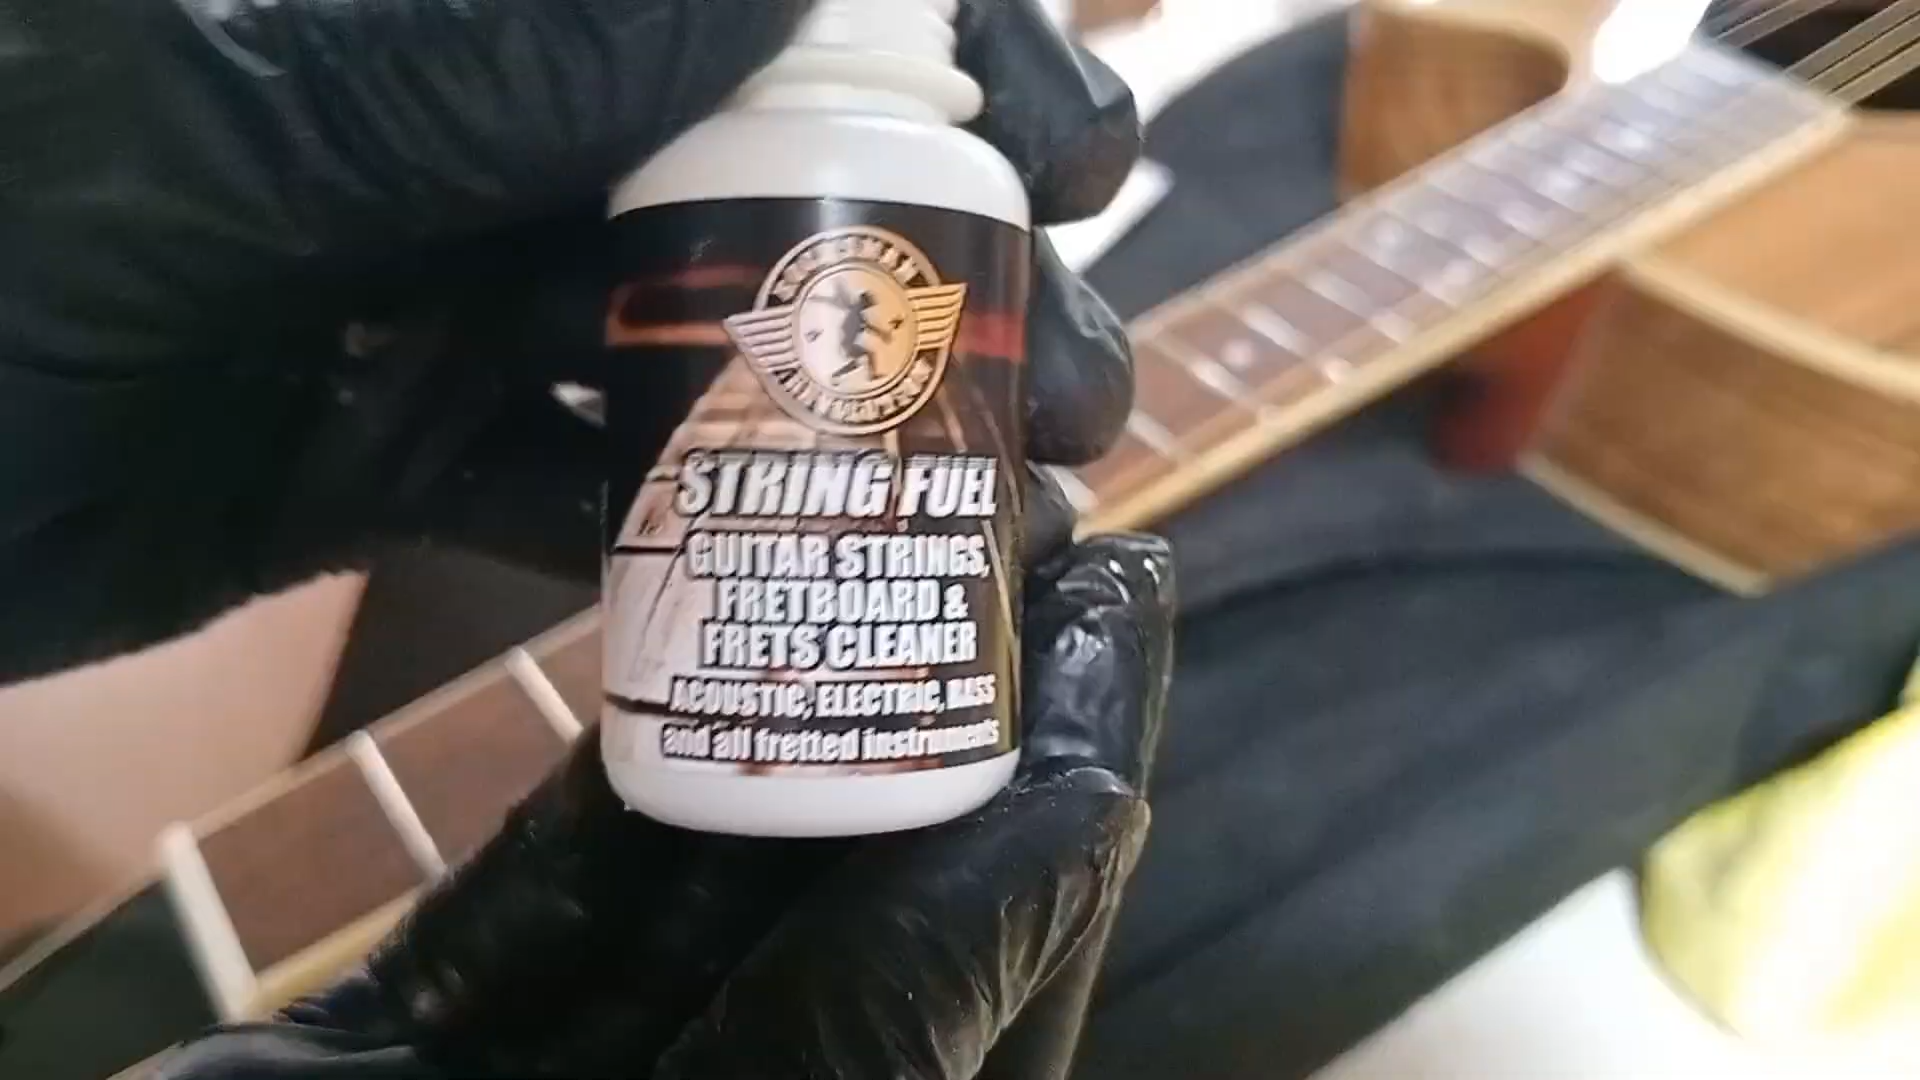 STRING FUEL
GUITAR STRINGS,
FRETBOARD &
FRETS CLEANER
ACOUSTIC, ELECTRIC, BASS
and all fretted instruments